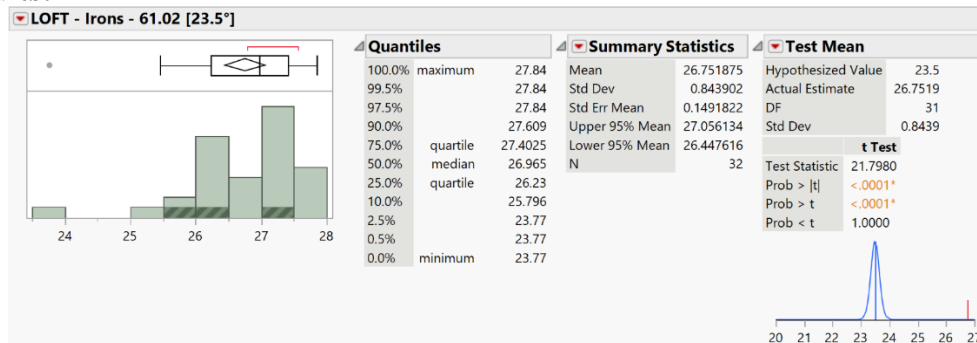 LOFT - Irons - 61.02 [23.5°]
24 25 26 27 28
Quantiles
100.0% maximum 27.84
99.5% 27.84
97.5% 27.84
90.0% 27.609
75.0% quartile 27.4025
50.0% median 26.965
25.0% quartile 26.23
10.0% 25.796
2.5% 23.77
0.5% 23.77
0.0% minimum 23.77
Summary Statistics
Mean 26.751875
Std Dev 0.843902
Std Err Mean 0.1491822
Upper 95% Mean 27.056134
Lower 95% Mean 26.447616
N 32
Test Mean
Hypothesized Value 23.5
Actual Estimate 26.7519
DF 31
Std Dev 0.8439
t Test
Test Statistic 21.7980
Prob > |t| <.0001*
Prob > t <.0001*
Prob < t 1.0000
20 21 22 23 24 25 26 27